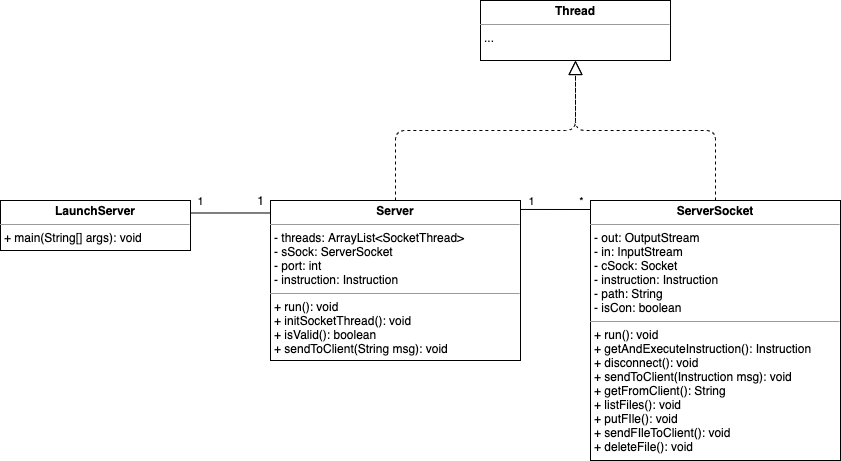 Thread
...
LaunchServer
+ main(String[] args): void
1
1
Server
- threads: ArrayList<SocketThread>
- sSock: ServerSocket
- port: int
- instruction: Instruction
+ run(): void
+ initSocketThread(): void
+ isValid(): boolean
+ sendToClient(String msg): void
1
*
ServerSocket
- out: OutputStream
- in: InputStream
- cSock: Socket
- instruction: Instruction
- path: String
- isCon: boolean
+ run(): void
+ getAndExecuteInstruction(): Instruction
+ disconnect(): void
+ sendToClient(Instruction msg): void
+ getFromClient(): String
+ listFiles(): void
+ putFIle(): void
+ sendFIleToClient(): void
+ deleteFile(): void